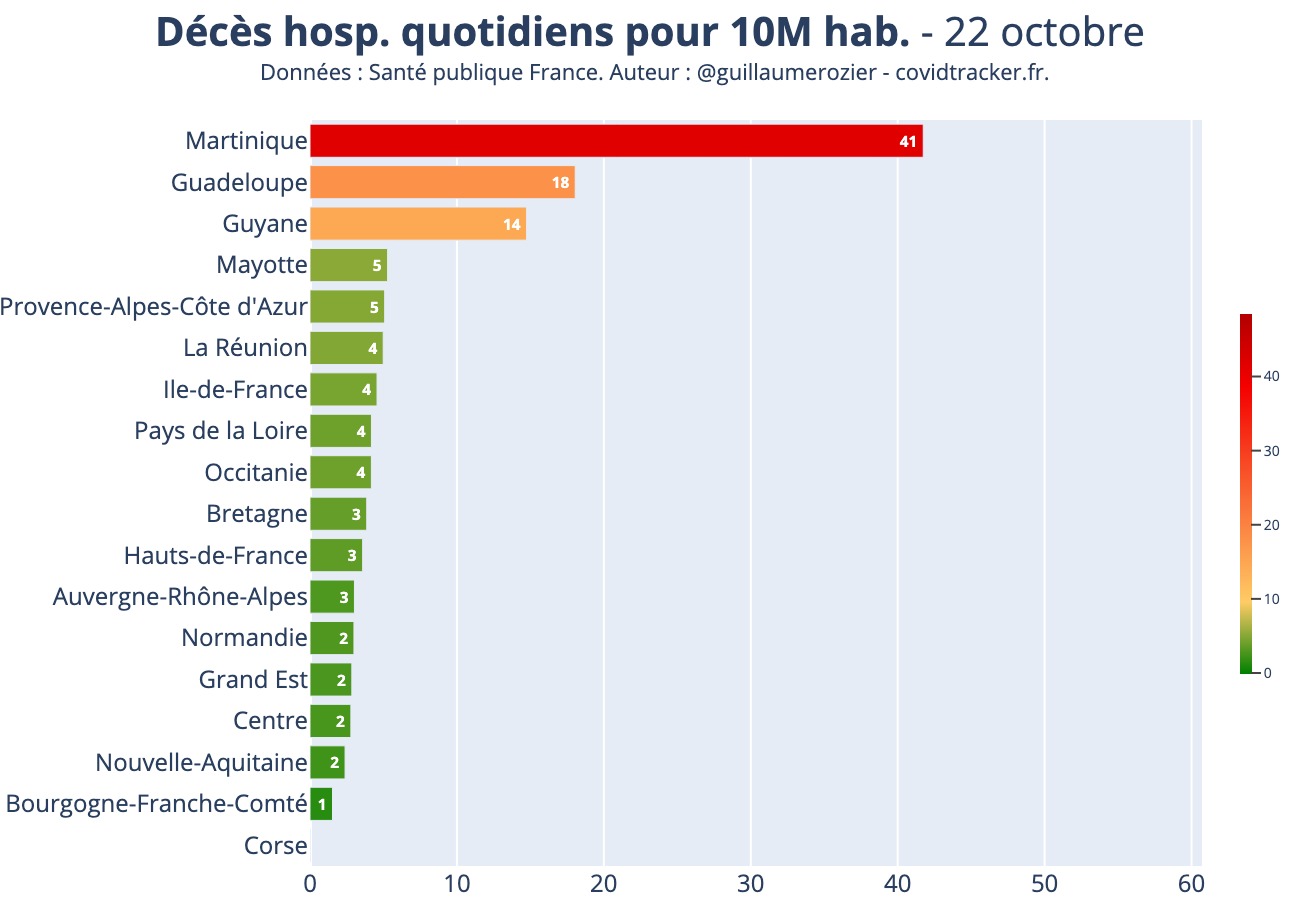 Décès hosp. quotidiens pour 10M hab. - 22 octobre
Données : Santé publique France. Auteur : @guillaumerozier - covidtracker.fr.
Martinique 41
Guadeloupe 18
Guyane 14
Mayotte 5
Provence-Alpes-Côte d'Azur 5
La Réunion 4
Ile-de-France 4
Pays de la Loire 4
Occitanie 4
Bretagne 3
Hauts-de-France 3
Auvergne-Rhône-Alpes 3
Normandie 2
Grand Est 2
Centre 2
Nouvelle-Aquitaine 2
Bourgogne-Franche-Comté 1
Corse
0 10 20 30 40 50 60
40
30
20
10
0